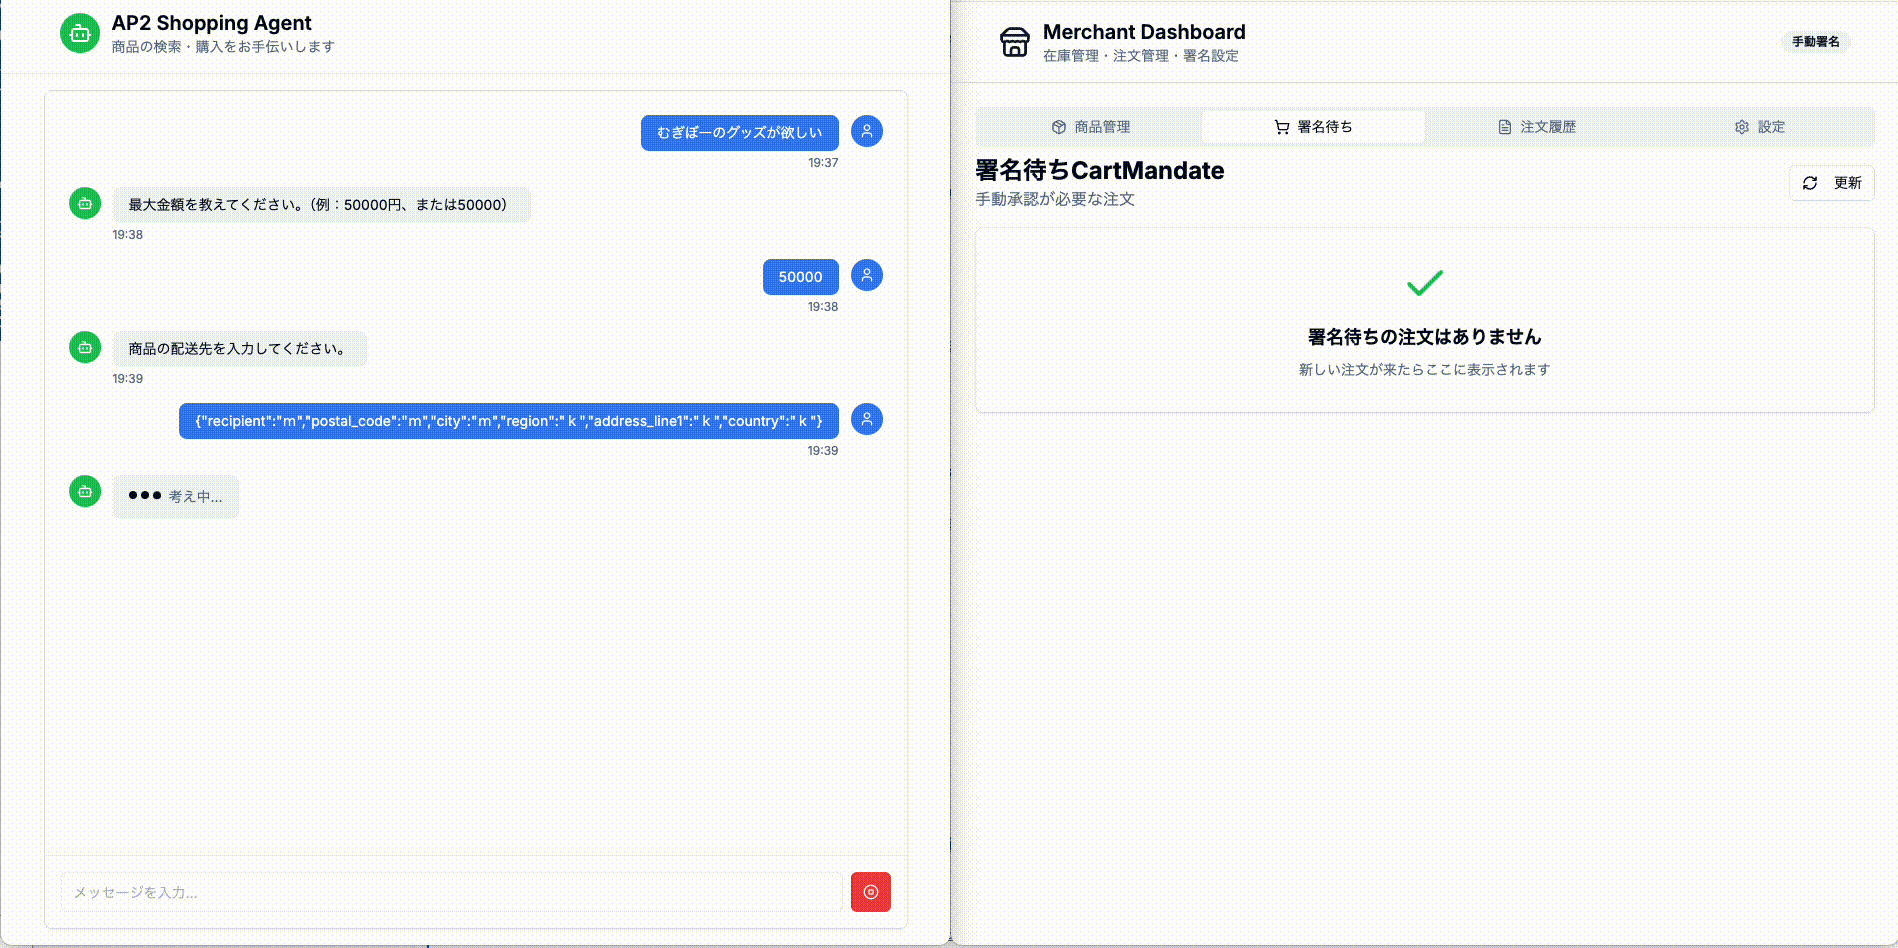 AP2 Shopping Agent
商品の検索・購入をお手伝いします
むぎぼーのグッズが欲しい
19:37
最大金額を教えてください。（例：50000円、または50000）
19:38
50000
19:38
商品の配送先を入力してください。
19:39
{"recipient":"m","postal_code":"m","city":"m","region":"ｋ","address_line1":"ｋ","country":"ｋ"}
19:39
考え中...
メッセージを入力...
Merchant Dashboard
在庫管理・注文管理・署名設定
手動署名
商品管理
署名待ち
注文履歴
設定
署名待ちCartMandate
手動承認が必要な注文
更新
署名待ちの注文はありません
新しい注文が来たらここに表示されます